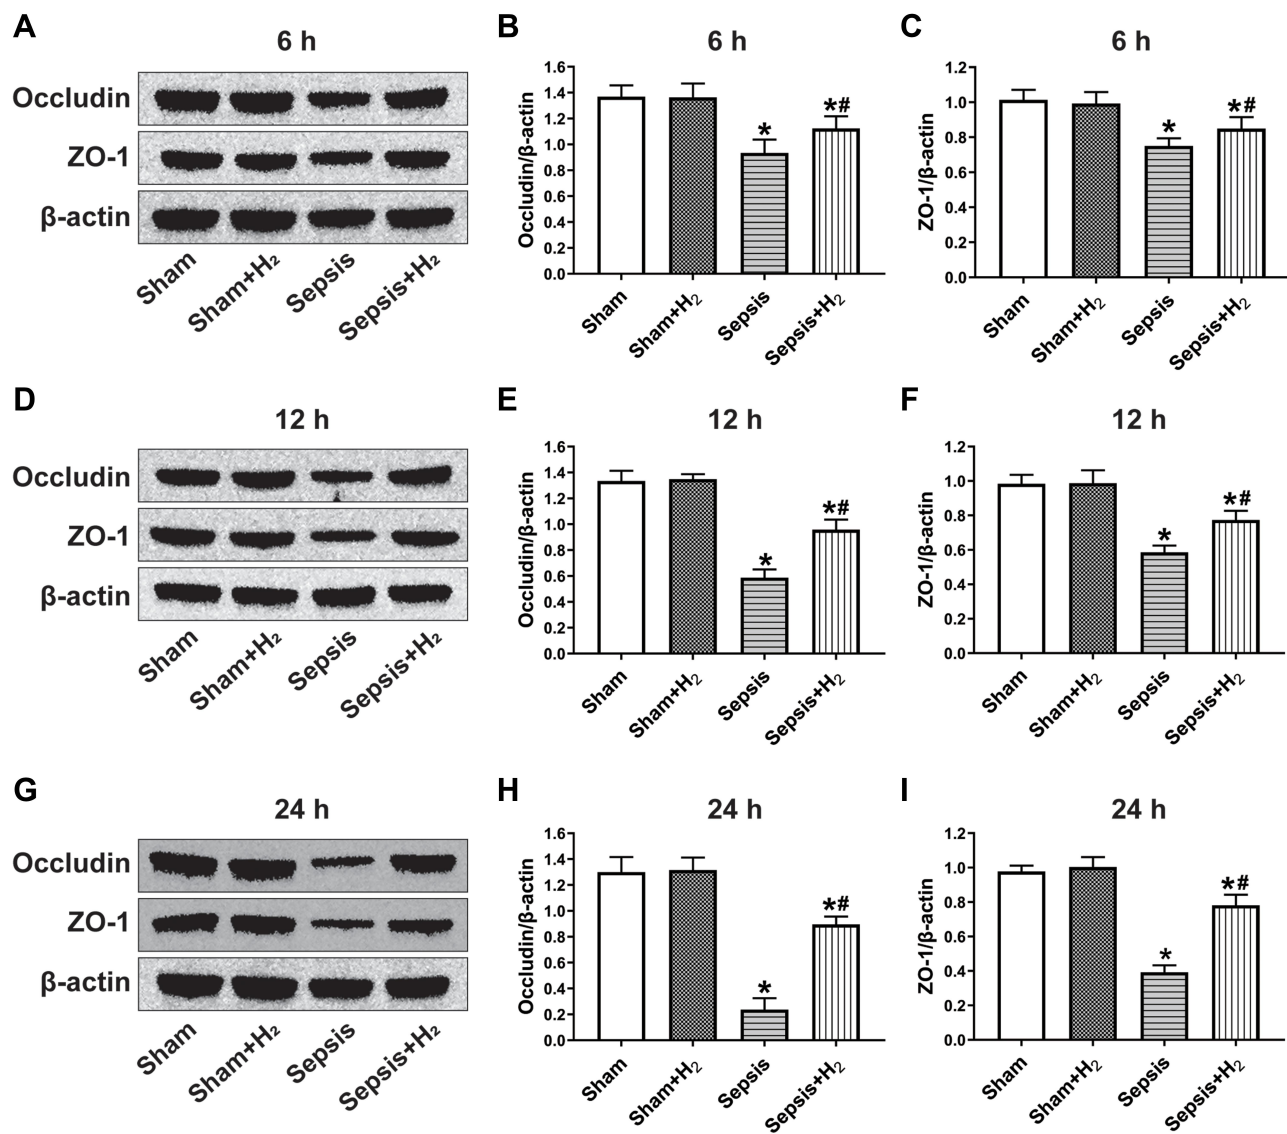 A
6 h
Occludin
ZO-1
β-actin
Sham
Sham+H₂
Sepsis
Sepsis+H₂
B
6 h
Occludin/β-actin
1.6
1.4
1.2
1.0
0.8
0.6
0.4
0.2
0.0
*
*#
Sham
Sham+H₂
Sepsis
Sepsis+H₂
C
6 h
ZO-1/β-actin
1.2
1.0
0.8
0.6
0.4
0.2
0.0
*
*#
Sham
Sham+H₂
Sepsis
Sepsis+H₂
D
12 h
Occludin
ZO-1
β-actin
Sham
Sham+H₂
Sepsis
Sepsis+H₂
E
12 h
Occludin/β-actin
1.6
1.4
1.2
1.0
0.8
0.6
0.4
0.2
0.0
*
*#
Sham
Sham+H₂
Sepsis
Sepsis+H₂
F
12 h
ZO-1/β-actin
1.2
1.0
0.8
0.6
0.4
0.2
0.0
*
*#
Sham
Sham+H₂
Sepsis
Sepsis+H₂
G
24 h
Occludin
ZO-1
β-actin
Sham
Sham+H₂
Sepsis
Sepsis+H₂
H
24 h
Occludin/β-actin
1.6
1.4
1.2
1.0
0.8
0.6
0.4
0.2
0.0
*
*#
Sham
Sham+H₂
Sepsis
Sepsis+H₂
I
24 h
ZO-1/β-actin
1.2
1.0
0.8
0.6
0.4
0.2
0.0
*
*#
Sham
Sham+H₂
Sepsis
Sepsis+H₂